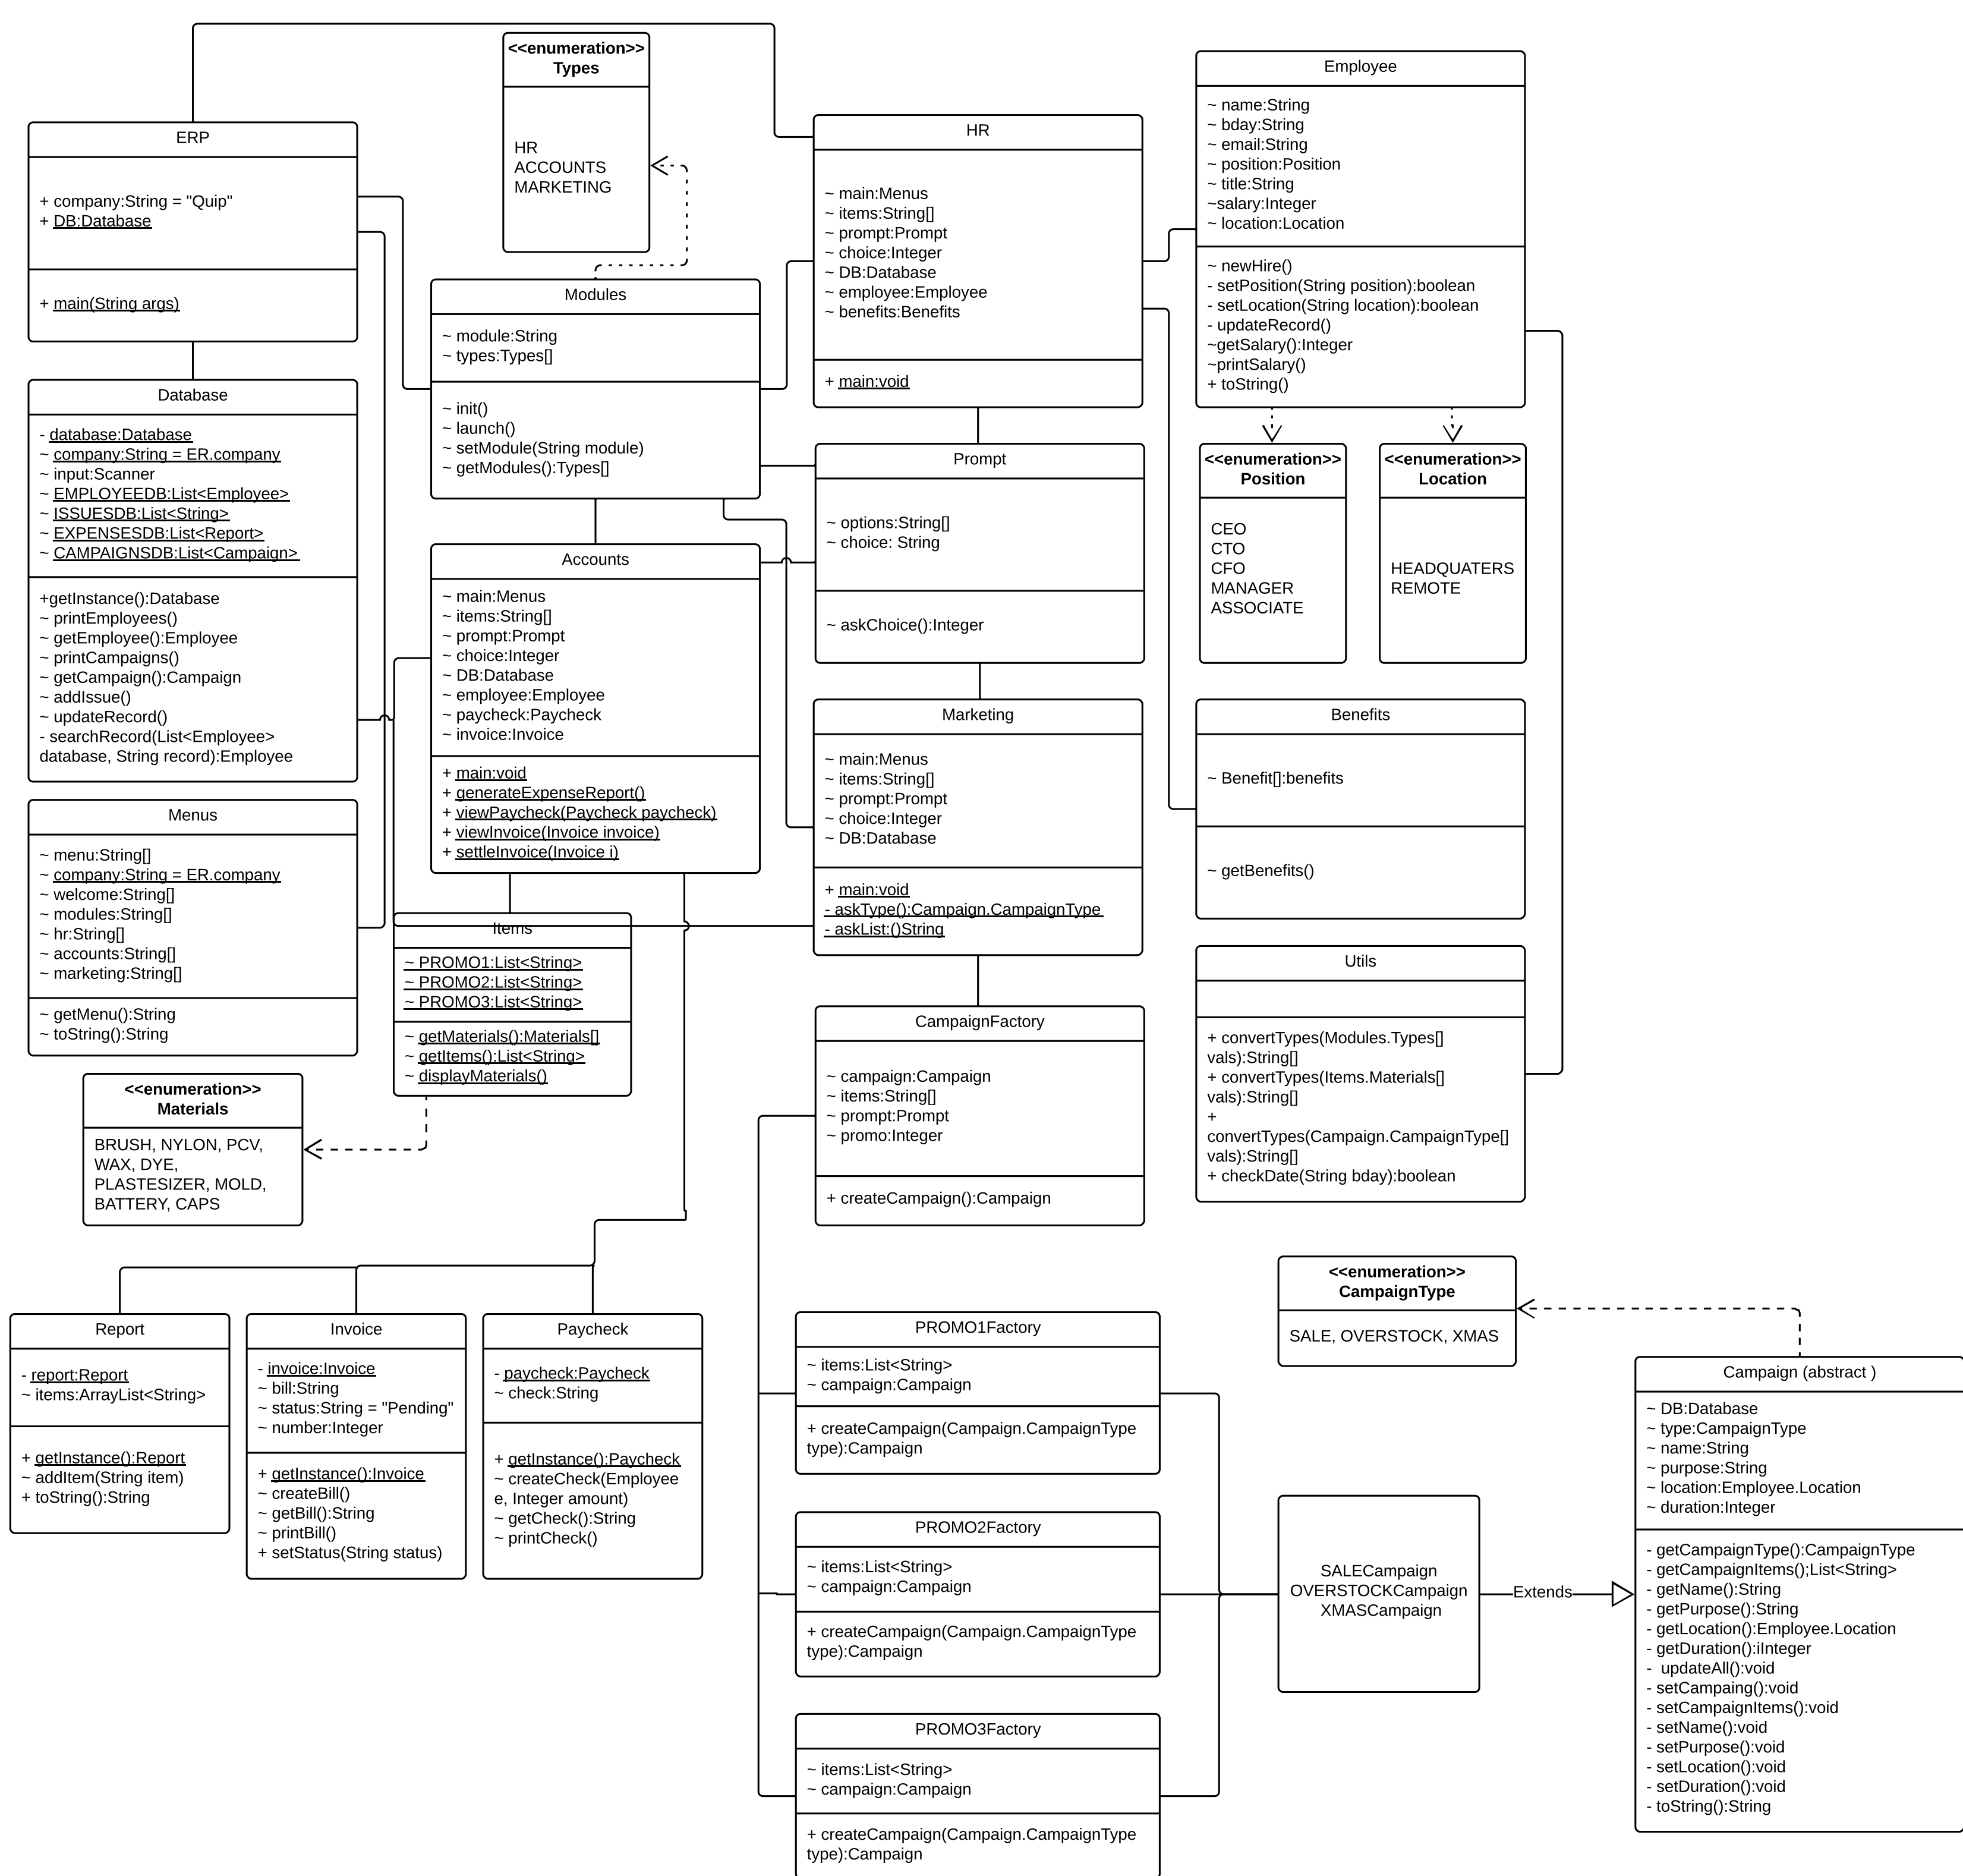 <<enumeration>>
Types
HR
ACCOUNTS
MARKETING
ERP
+ company:String = "Quip"
+ DB:Database
+ main(String args)
Modules
~ module:String
~ types:Types[]
~ init()
~ launch()
~ setModule(String module)
~ getModules():Types[]
HR
~ main:Menus
~ items:String[]
~ prompt:Prompt
~ choice:Integer
~ DB:Database
~ employee:Employee
~ benefits:Benefits
+ main:void
Employee
~ name:String
~ bday:String
~ email:String
~ position:Position
~ title:String
~salary:Integer
~ location:Location
~ newHire()
- setPosition(String position):boolean
- setLocation(String location):boolean
- updateRecord()
~getSalary():Integer
~printSalary()
+ toString()
Database
- database:Database
~ company:String = ER.company
~ input:Scanner
~ EMPLOYEEDB:List<Employee>
~ ISSUESDB:List<String>
~ EXPENSESDB:List<Report>
~ CAMPAIGNSDB:List<Campaign>
+getInstance():Database
~ printEmployees()
~ getEmployee():Employee
~ printCampaigns()
~ getCampaign():Campaign
~ addIssue()
~ updateRecord()
- searchRecord(List<Employee>
database, String record):Employee
Accounts
~ main:Menus
~ items:String[]
~ prompt:Prompt
~ choice:Integer
~ DB:Database
~ employee:Employee
~ paycheck:Paycheck
~ invoice:Invoice
+ main:void
+ generateExpenseReport()
+ viewPaycheck(Paycheck paycheck)
+ viewInvoice(Invoice invoice)
+ settleInvoice(Invoice i)
Prompt
~ options:String[]
~ choice: String
~ askChoice():Integer
<<enumeration>>
Position
CEO
CTO
CFO
MANAGER
ASSOCIATE
<<enumeration>>
Location
HEADQUATERS
REMOTE
Marketing
~ main:Menus
~ items:String[]
~ prompt:Prompt
~ choice:Integer
~ DB:Database
+ main:void
- askType():Campaign.CampaignType
- askList:()String
Benefits
~ Benefit[]:benefits
~ getBenefits()
Menus
~ menu:String[]
~ company:String = ER.company
~ welcome:String[]
~ modules:String[]
~ hr:String[]
~ accounts:String[]
~ marketing:String[]
~ getMenu():String
~ toString():String
Items
~ PROMO1:List<String>
~ PROMO2:List<String>
~ PROMO3:List<String>
~ getMaterials():Materials[]
~ getItems():List<String>
~ displayMaterials()
<<enumeration>>
Materials
BRUSH, NYLON, PCV,
WAX, DYE,
PLASTESIZER, MOLD,
BATTERY, CAPS
CampaignFactory
~ campaign:Campaign
~ items:String[]
~ prompt:Prompt
~ promo:Integer
+ createCampaign():Campaign
Utils
+ convertTypes(Modules.Types[]
vals):String[]
+ convertTypes(Items.Materials[]
vals):String[]
+
convertTypes(Campaign.CampaignType[]
vals):String[]
+ checkDate(String bday):boolean
Report
- report:Report
~ items:ArrayList<String>
+ getInstance():Report
~ addItem(String item)
+ toString():String
Invoice
- invoice:Invoice
~ bill:String
~ status:String = "Pending"
~ number:Integer
+ getInstance():Invoice
~ createBill()
~ getBill():String
~ printBill()
+ setStatus(String status)
Paycheck
- paycheck:Paycheck
~ check:String
+ getInstance():Paycheck
~ createCheck(Employee
e, Integer amount)
~ getCheck():String
~ printCheck()
PROMO1Factory
~ items:List<String>
~ campaign:Campaign
+ createCampaign(Campaign.CampaignType
type):Campaign
PROMO2Factory
~ items:List<String>
~ campaign:Campaign
+ createCampaign(Campaign.CampaignType
type):Campaign
PROMO3Factory
~ items:List<String>
~ campaign:Campaign
+ createCampaign(Campaign.CampaignType
type):Campaign
<<enumeration>>
CampaignType
SALE, OVERSTOCK, XMAS
SALECampaign
OVERSTOCKCampaign
XMASCampaign
Extends
Campaign (abstract )
~ DB:Database
~ type:CampaignType
~ name:String
~ purpose:String
~ location:Employee.Location
~ duration:Integer
- getCampaignType():CampaignType
- getCampaignItems();List<String>
- getName():String
- getPurpose():String
- getLocation():Employee.Location
- getDuration():iInteger
-  updateAll():void
- setCampaing():void
- setCampaignItems():void
- setName():void
- setPurpose():void
- setLocation():void
- setDuration():void
- toString():String